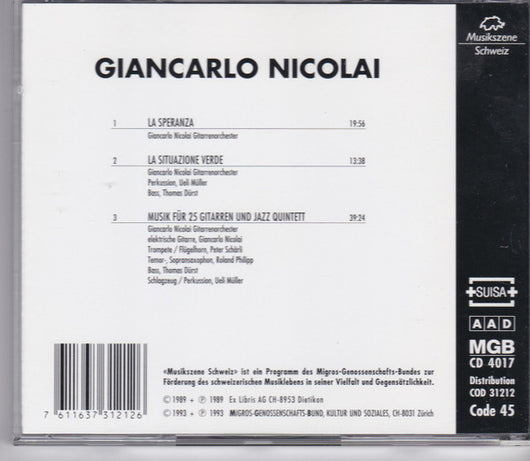 GIANCARLO NICOLAI
1 LA SPERANZA 19:56
Giancarlo Nicolai Gitarrenorchester
2 LA SITUAZIONE VERDE 13:38
Giancarlo Nicolai Gitarrenorchester
Perkussion, Ueli Müller
Bass, Thomas Dürst
3 MUSIK FÜR 25 GITARREN UND JAZZ QUINTETT 39:24
Giancarlo Nicolai Gitarrenorchester
elektrische Gitarre, Giancarlo Nicolai
Trompete / Flügelhorn, Peter Schärli
Temor-, Sopransaxophon, Roland Philipp
Bass, Thomas Dürst
Schlagzeug / Perkussion, Ueli Müller
7 611637 312126
«Musikszene Schweiz» ist ein Programm des Migros-Genossenschafts-Bundes zur
Förderung des schweizerischen Musiklebens in seiner Vielfalt und Gegensätzlichkeit.
© 1989 + ℗ 1989 Ex Libris AG CH-8953 Dietikon
© 1993 + ℗ 1993 MIGROS-GENOSSENSCHAFTS-BUND, KULTUR UND SOZIALES, CH-8031 Zürich
Musikszene
Schweiz
+SUISA+
A A D
MGB
CD 4017
Distribution
COD 31212
Code 45